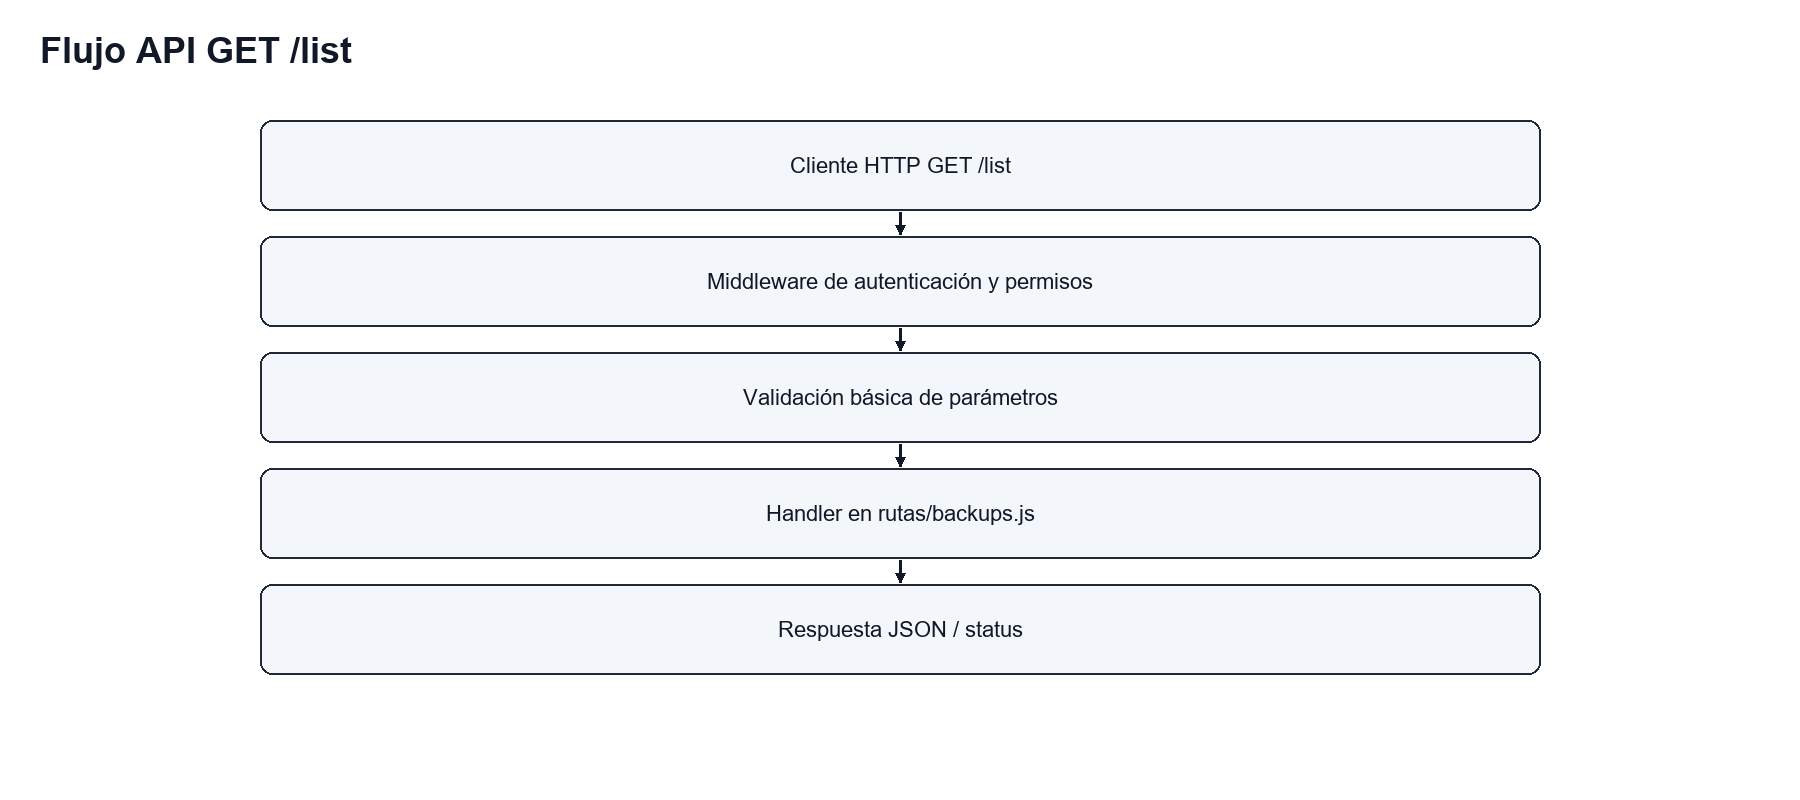 Flujo API GET /list
Cliente HTTP GET /list
Middleware de autenticación y permisos
Validación básica de parámetros
Handler en rutas/backups.js
Respuesta JSON / status